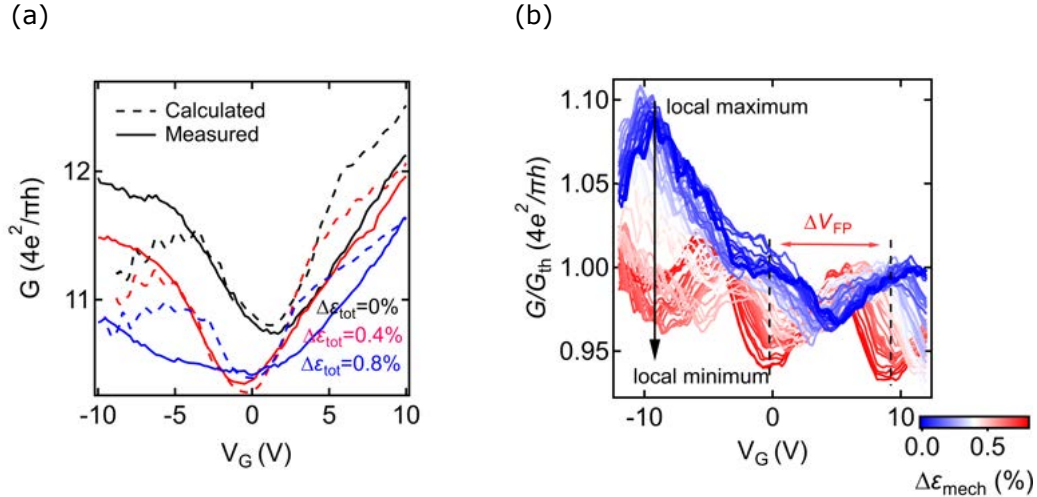 (a)
(b)
Calculated
Measured
G (4e²/πh)
12
11
Δε_tot=0%
Δε_tot=0.4%
Δε_tot=0.8%
-10
-5
0
5
10
V_G (V)
G/G_th (4e²/πh)
1.10
1.05
1.00
0.95
local maximum
ΔV_FP
local minimum
-10
0
10
V_G (V)
0.0
0.5
Δε_mech (%)